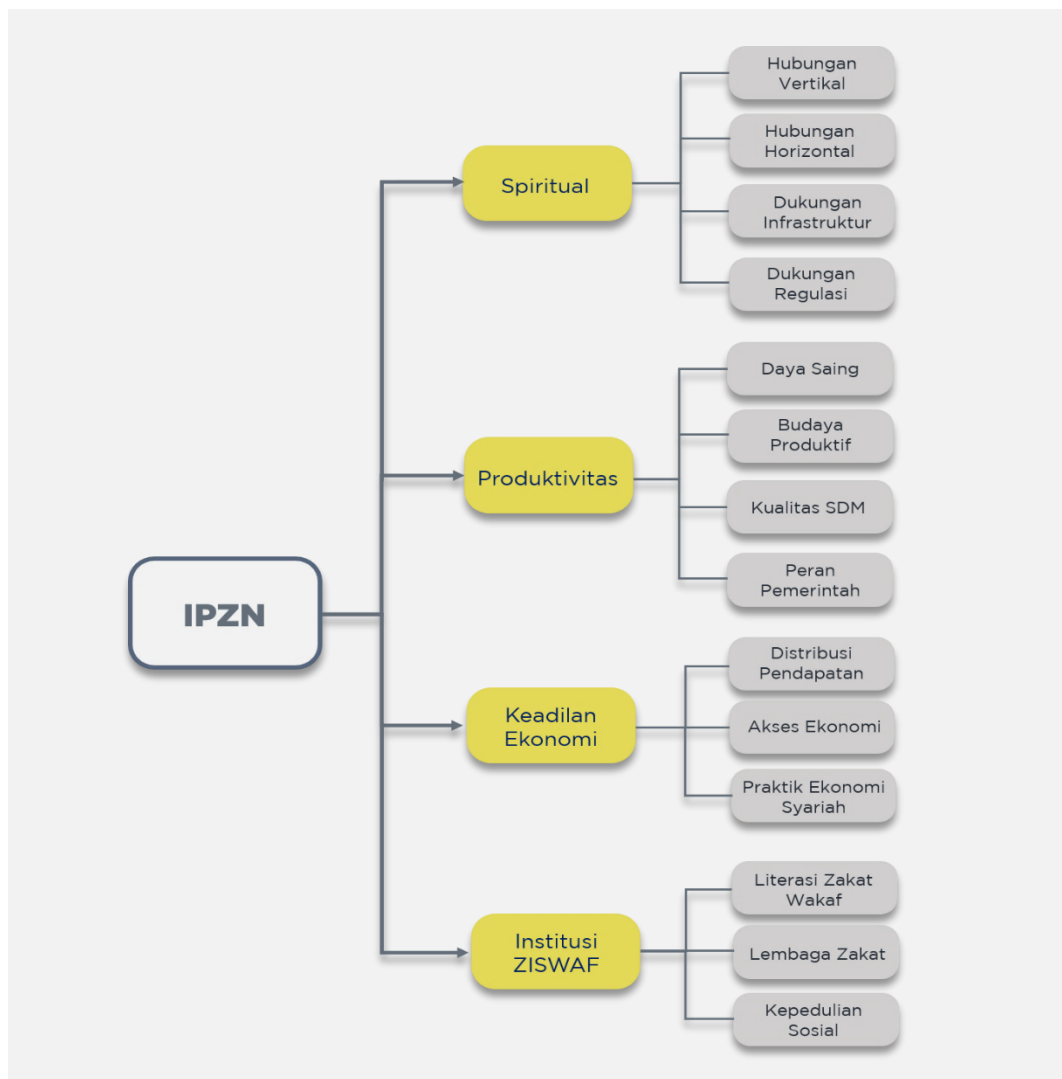 IPZN
Spiritual
Hubungan
Vertikal
Hubungan
Horizontal
Dukungan
Infrastruktur
Dukungan
Regulasi
Produktivitas
Daya Saing
Budaya
Produktif
Kualitas SDM
Peran
Pemerintah
Keadilan
Ekonomi
Distribusi
Pendapatan
Akses Ekonomi
Praktik Ekonomi
Syariah
Institusi
ZISWAF
Literasi Zakat
Wakaf
Lembaga Zakat
Kepedulian
Sosial